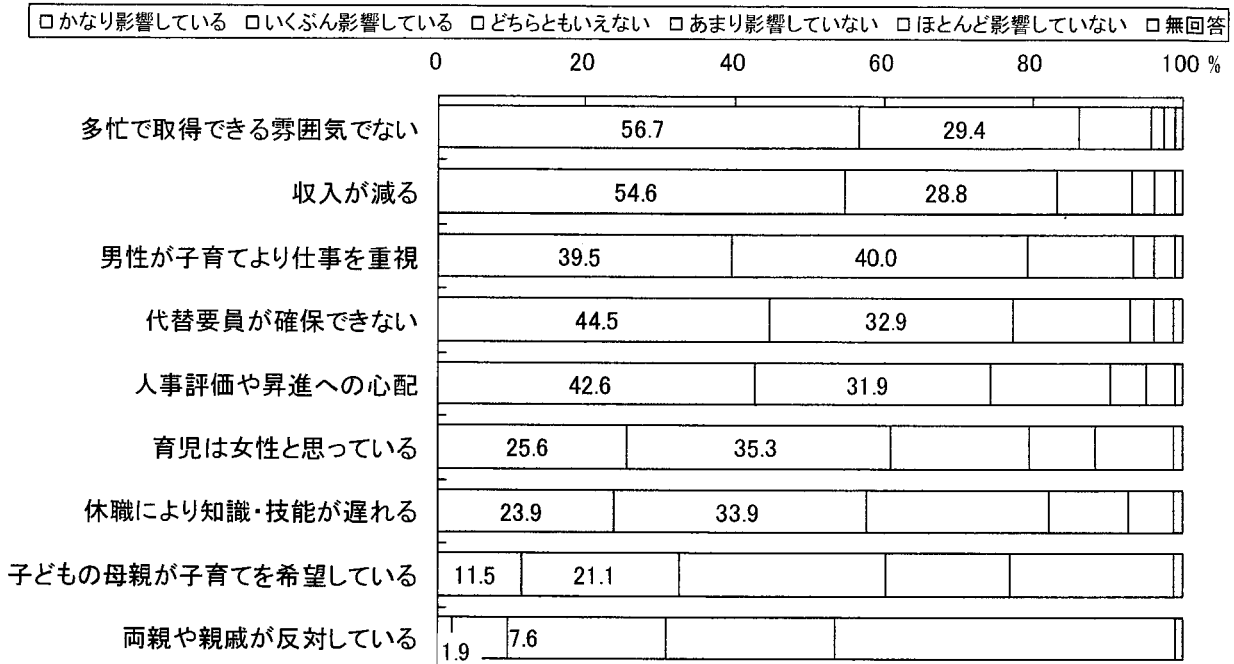 □かなり影響している □いくぶん影響している □どちらともいえない □あまり影響していない □ほとんど影響していない □無回答
0 20 40 60 80 100 %
多忙で取得できる雰囲気でない 56.7 29.4
収入が減る 54.6 28.8
男性が子育てより仕事を重視 39.5 40.0
代替要員が確保できない 44.5 32.9
人事評価や昇進への心配 42.6 31.9
育児は女性と思っている 25.6 35.3
休職により知識・技能が遅れる 23.9 33.9
子どもの母親が子育てを希望している 11.5 21.1
両親や親戚が反対している 1.9 7.6